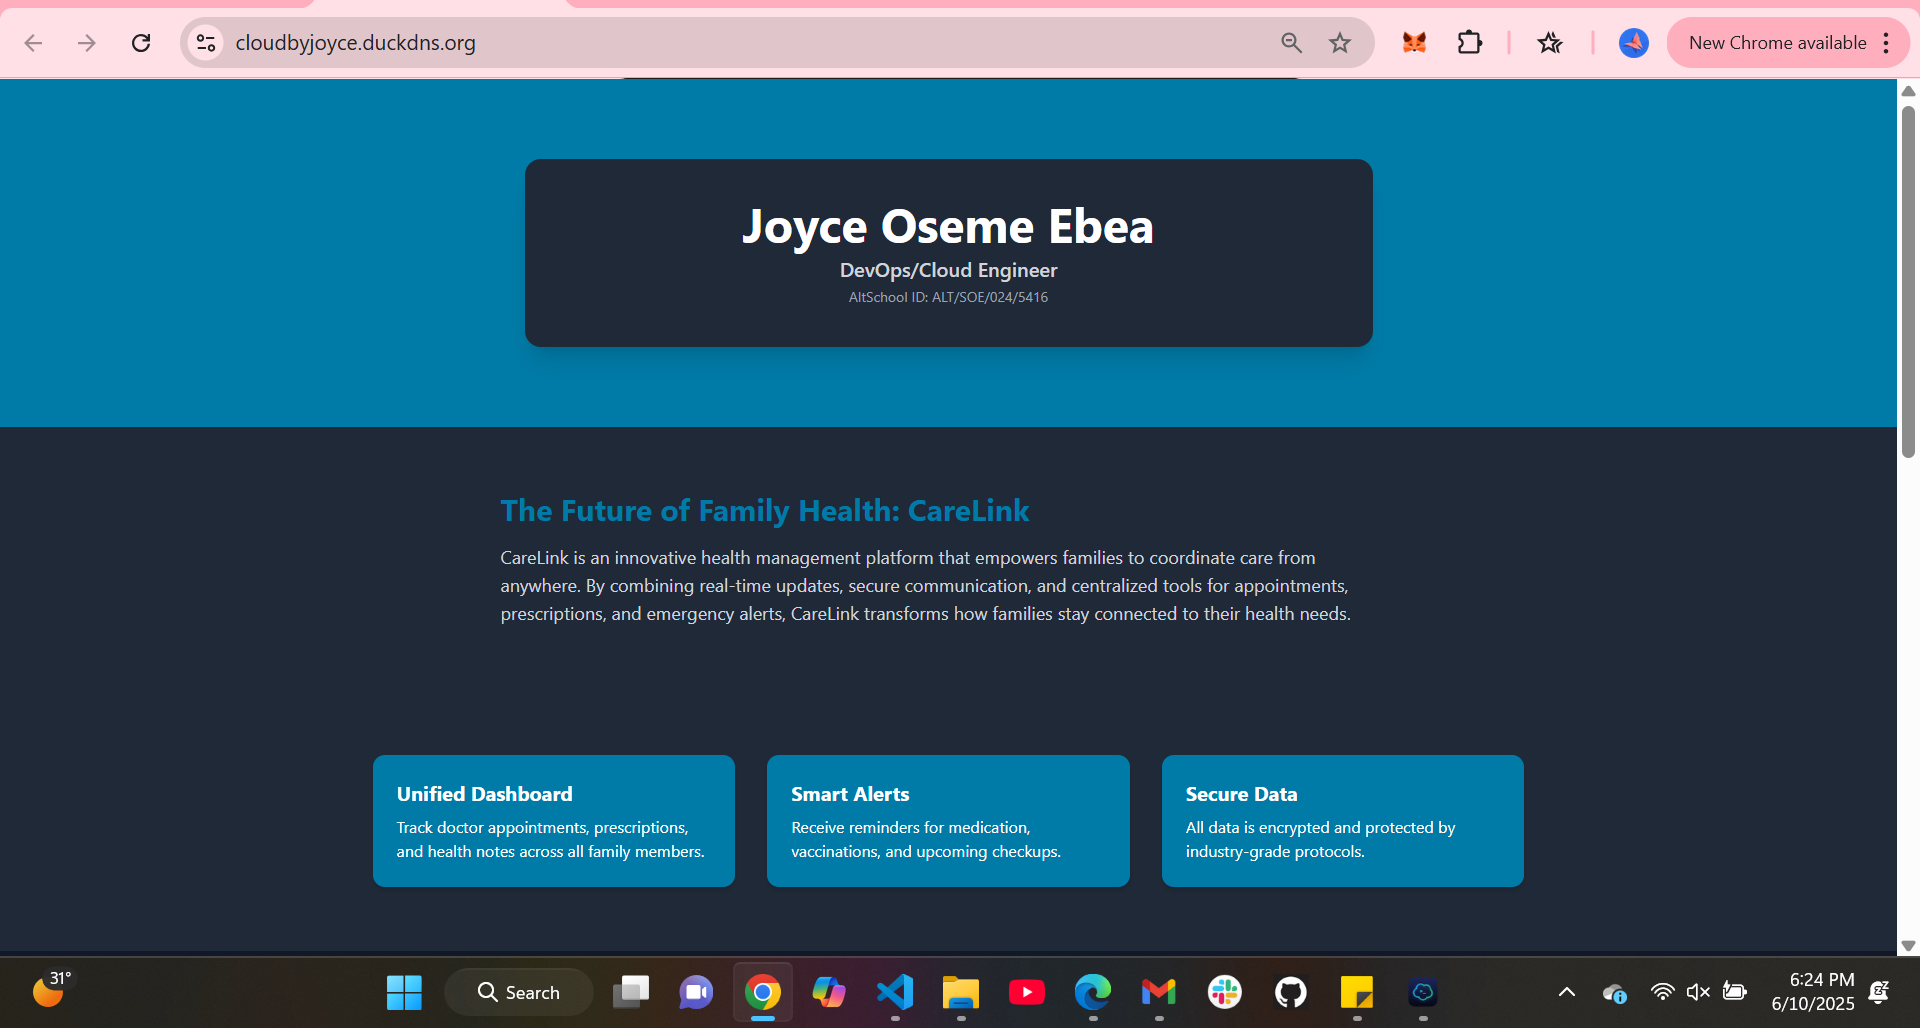 cloudbyjoyce.duckdns.org
New Chrome available
Joyce Oseme Ebea
DevOps/Cloud Engineer
AltSchool ID: ALT/SOE/024/5416
The Future of Family Health: CareLink
CareLink is an innovative health management platform that empowers families to coordinate care from
anywhere. By combining real-time updates, secure communication, and centralized tools for appointments,
prescriptions, and emergency alerts, CareLink transforms how families stay connected to their health needs.
Unified Dashboard
Track doctor appointments, prescriptions,
and health notes across all family members.
Smart Alerts
Receive reminders for medication,
vaccinations, and upcoming checkups.
Secure Data
All data is encrypted and protected by
industry-grade protocols.
31°
Search
6:24 PM
6/10/2025